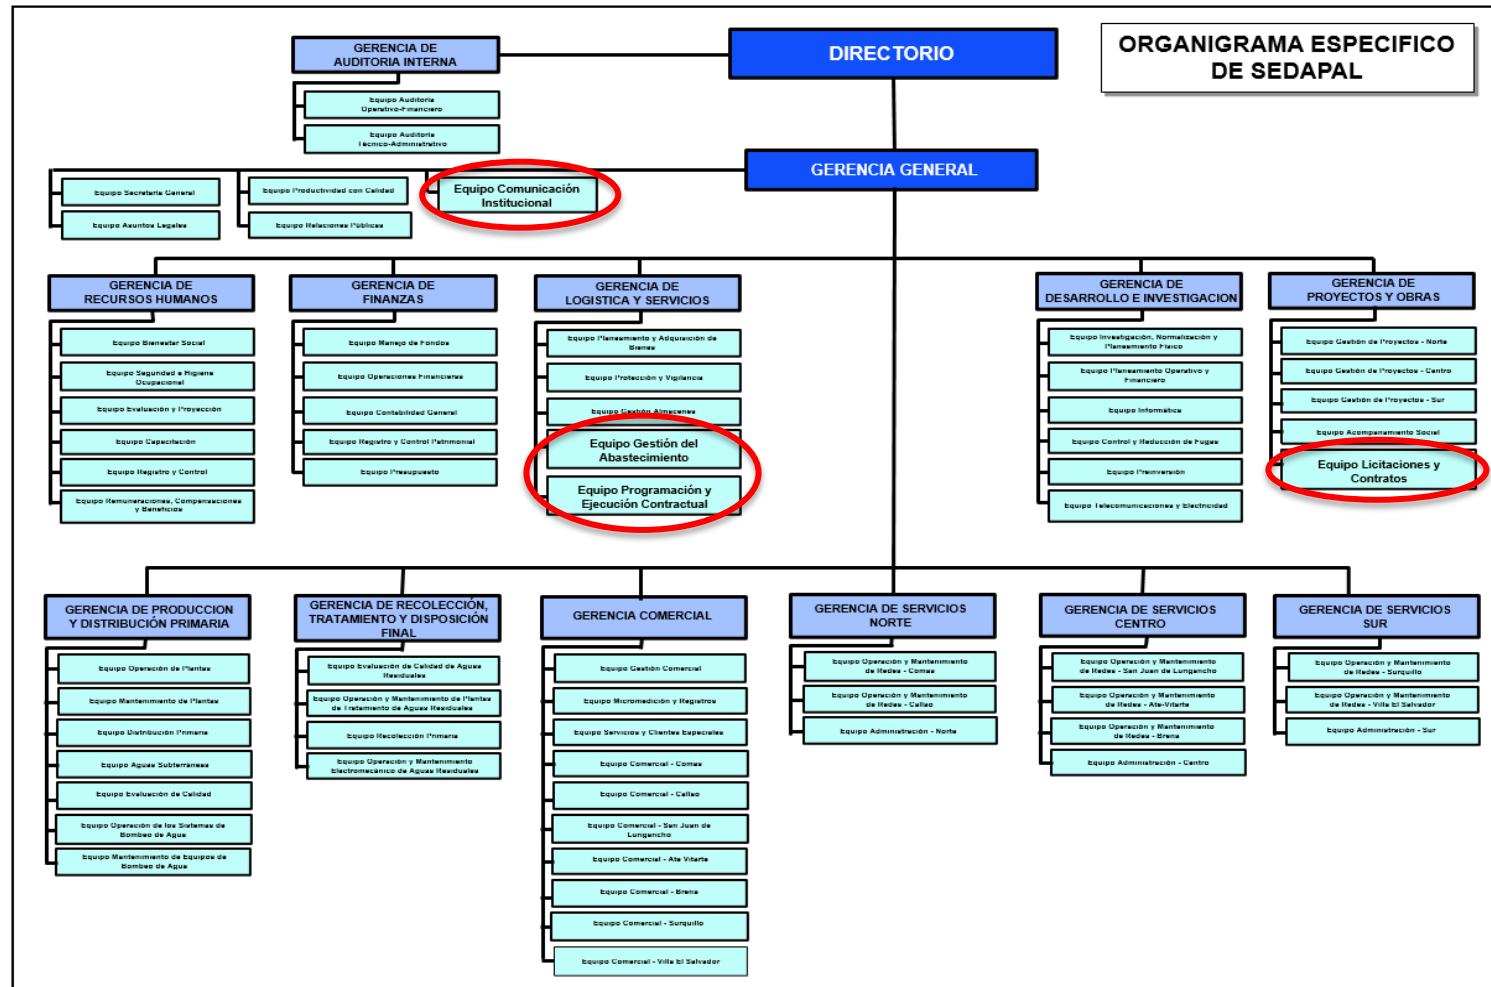 ORGANIGRAMA ESPECIFICO
DE SEDAPAL
DIRECTORIO
GERENCIA DE
AUDITORIA INTERNA
Equipo Auditoria
Operativo-Financiero
Equipo Auditoria
Técnico-Administrativo
GERENCIA GENERAL
Equipo Secretaría General
Equipo Asuntos Legales
Equipo Productividad con Calidad
Equipo Relaciones Públicas
Equipo Comunicación
Institucional
GERENCIA DE
RECURSOS HUMANOS
Equipo Bienestar Social
Equipo Seguridad e Higiene
Ocupacional
Equipo Evaluación y Proyección
Equipo Capacitación
Equipo Registro y Control
Equipo Remuneraciones, Compensaciones
y Beneficios
GERENCIA DE
FINANZAS
Equipo Manejo de Fondos
Equipo Operaciones Financieras
Equipo Contabilidad General
Equipo Registro y Control Patrimonial
Equipo Presupuesto
GERENCIA DE
LOGISTICA Y SERVICIOS
Equipo Planeamiento y Adquisición de
Bienes
Equipo Protección y Vigilancia
Equipo Gestión Almacenes
Equipo Gestión del
Abastecimiento
Equipo Programación y
Ejecución Contractual
GERENCIA DE
DESARROLLO E INVESTIGACION
Equipo Investigación, Normalización y
Planeamiento Físico
Equipo Planeamiento Operativo y
Financiero
Equipo Informática
Equipo Control y Reducción de Fugas
Equipo Preinversión
Equipo Telecomunicaciones y Electricidad
GERENCIA DE
PROYECTOS Y OBRAS
Equipo Gestión de Proyectos - Norte
Equipo Gestión de Proyectos - Centro
Equipo Gestión de Proyectos - Sur
Equipo Acompanamiento Social
Equipo Licitaciones y
Contratos
GERENCIA DE PRODUCCION
Y DISTRIBUCIÓN PRIMARIA
Equipo Operación de Plantas
Equipo Mantenimiento de Plantas
Equipo Distribución Primaria
Equipo Aguas Subterráneas
Equipo Evaluación de Calidad
Equipo Operación de los Sistemas de
Bombeo de Agua
Equipo Mantenimiento de Equipos de
Bombeo de Agua
GERENCIA DE RECOLECCIÓN,
TRATAMIENTO Y DISPOSICIÓN
FINAL
Equipo Evaluación de Calidad de Aguas
Residuales
Equipo Operación y Mantenimiento de Plantas
de Tratamiento de Aguas Residuales
Equipo Recolección Primaria
Equipo Operación y Mantenimiento
Electromecánico de Aguas Residuales
GERENCIA COMERCIAL
Equipo Gestión Comercial
Equipo Micromedición y Registros
Equipo Servicios y Clientes Especiales
Equipo Comercial - Comas
Equipo Comercial - Callao
Equipo Comercial - San Juan de
Lurigancho
Equipo Comercial - Ate Vitarte
Equipo Comercial - Brena
Equipo Comercial - Surquillo
Equipo Comercial - Villa El Salvador
GERENCIA DE SERVICIOS
NORTE
Equipo Operación y Mantenimiento
de Redes - Comas
Equipo Operación y Mantenimiento
de Redes - Callao
Equipo Administración - Norte
GERENCIA DE SERVICIOS
CENTRO
Equipo Operación y Mantenimiento
de Redes - San Juan de Lurigancho
Equipo Operación y Mantenimiento
de Redes - Ate-Vitarte
Equipo Operación y Mantenimiento
de Redes - Brena
Equipo Administración - Centro
GERENCIA DE SERVICIOS
SUR
Equipo Operación y Mantenimiento
de Redes - Surquillo
Equipo Operación y Mantenimiento
de Redes - Villa El Salvador
Equipo Administración - Sur